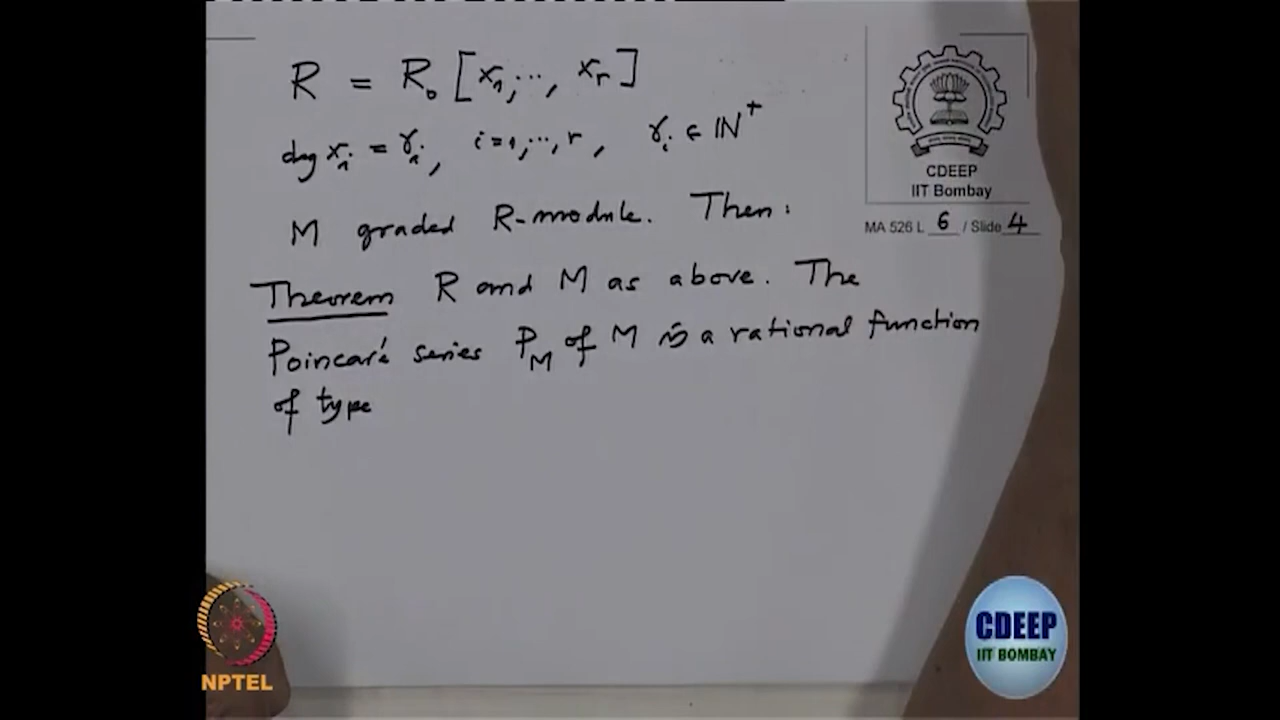 R = R₀ [x₁, ..., xᵣ]
deg xᵢ = γᵢ, i=1, ..., r, γᵢ ∈ ℕ⁺
M graded R-module. Then:
Theorem R and M as above. The
Poincaré series P_M of M is a rational function
of type
CDEEP
IIT Bombay
MA 526 L 6 / Slide 4
NPTEL
CDEEP
IIT BOMBAY